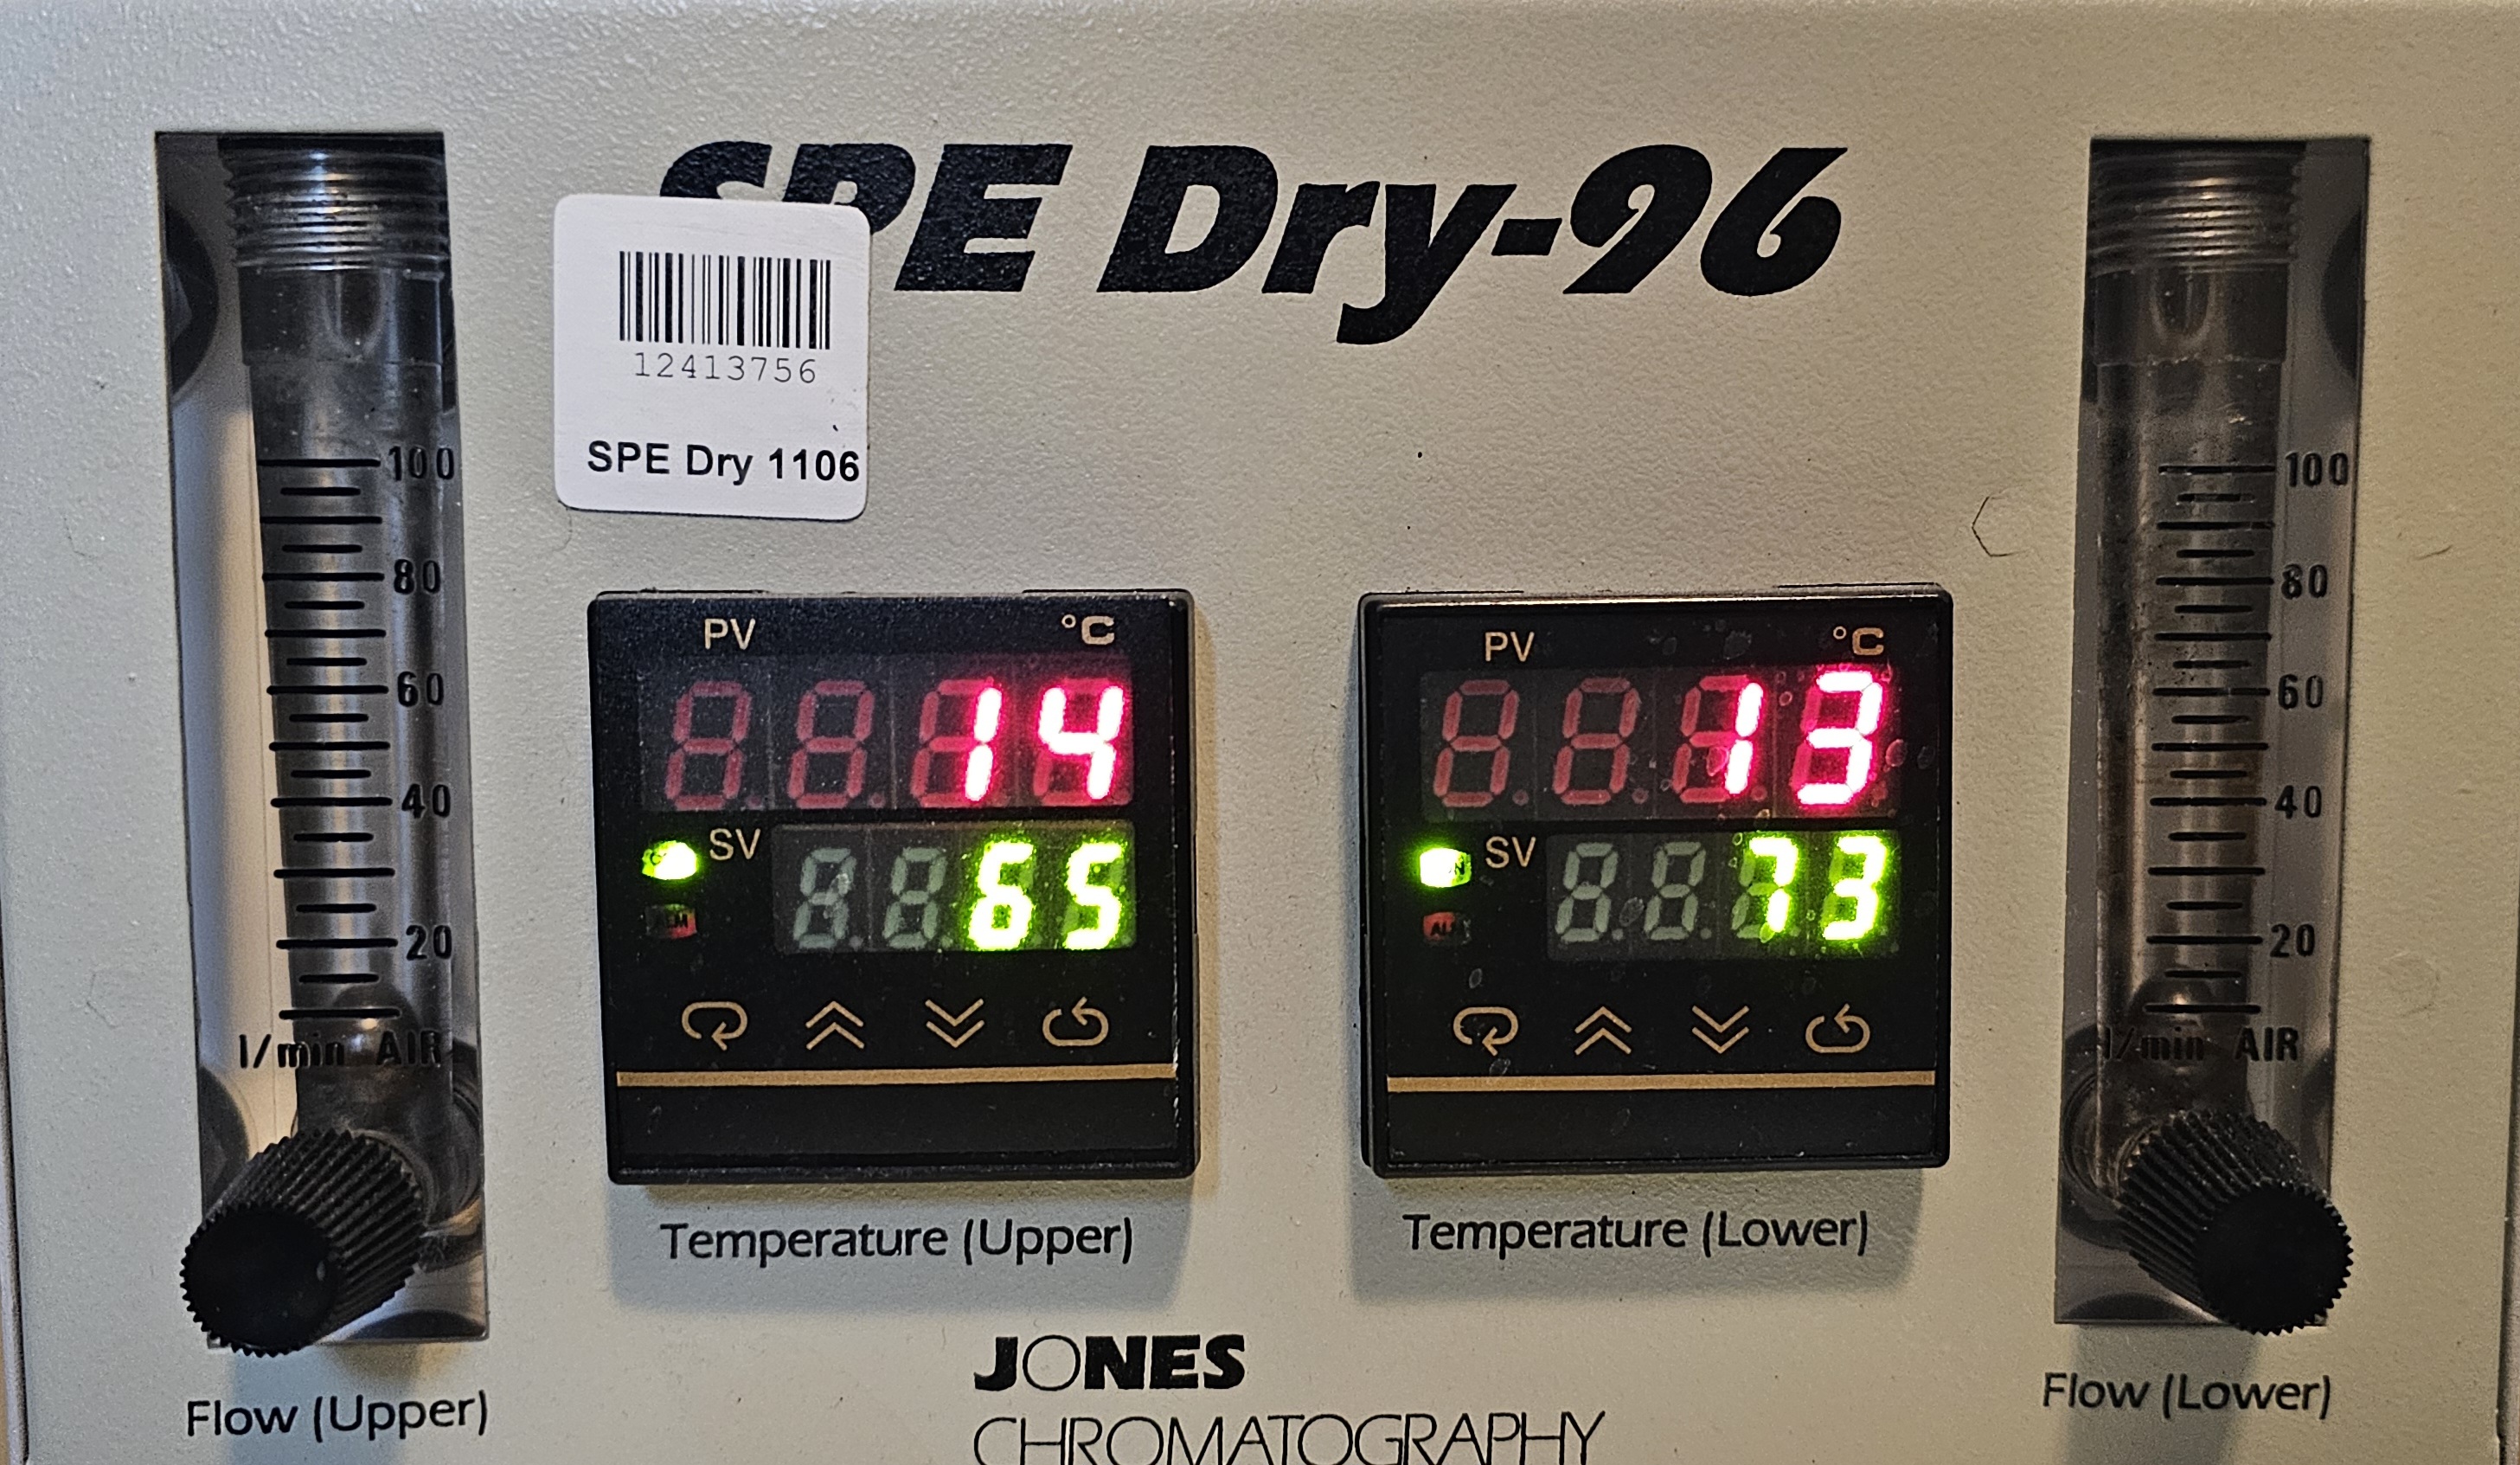 SPE Dry-96
12413756
SPE Dry 1106
100
80
60
40
20
l/min AIR
PV °C
14
SV 65
PV °C
13
SV 73
100
80
60
40
20
l/min AIR
Temperature (Upper)
Temperature (Lower)
Flow (Upper)
Flow (Lower)
JONES
CHROMATOGRAPHY